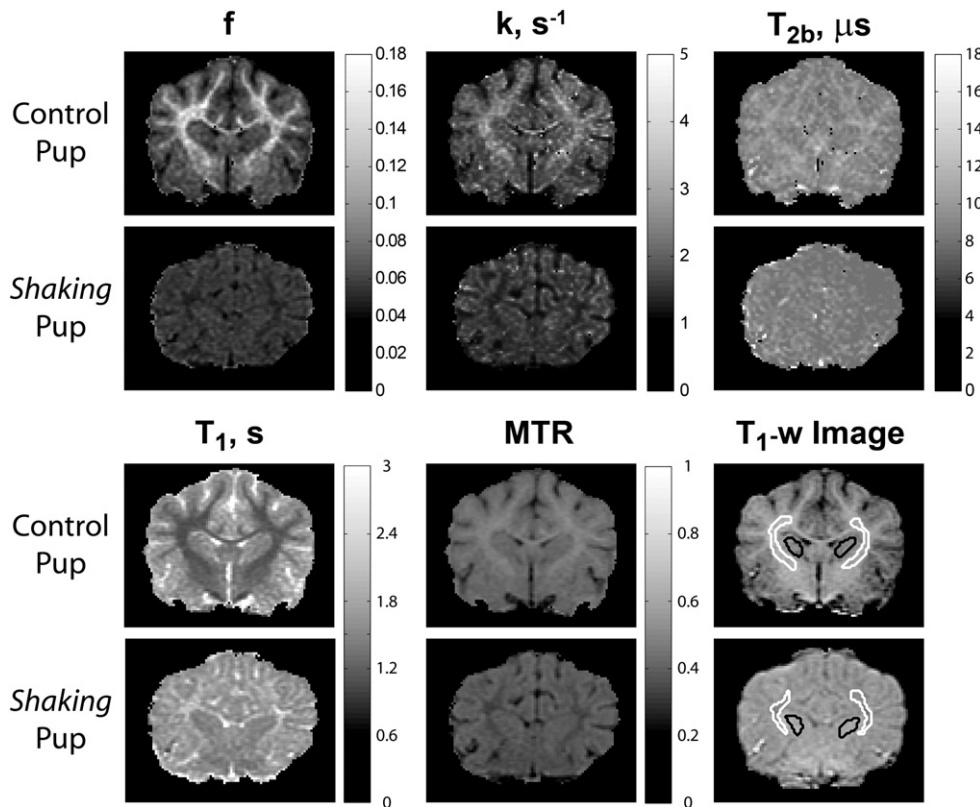 f
k, s⁻¹
T₂b, μs
Control
Pup
0.18
0.16
0.14
0.12
0.1
0.08
0.06
0.04
0.02
0
5
4
3
2
1
0
18
16
14
12
10
8
6
4
2
0
Shaking
Pup
T₁, s
MTR
T₁-w Image
Control
Pup
3
2.4
1.8
1.2
0.6
0
1
0.8
0.6
0.4
0.2
0
Shaking
Pup